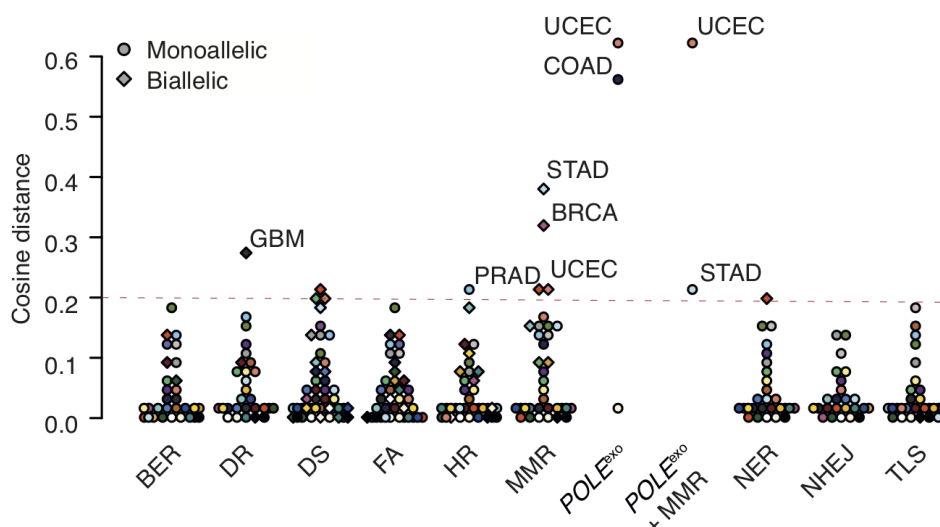 UCEC
UCEC
Monoallelic
Biallelic
COAD
0.6
0.5
0.4
0.3
0.2
0.1
0.0
Cosine distance
STAD
BRCA
GBM
PRAD
UCEC
STAD
BER
DR
DS
FA
HR
MMR
POLEexo
POLEexo
+ MMR
NER
NHEJ
TLS